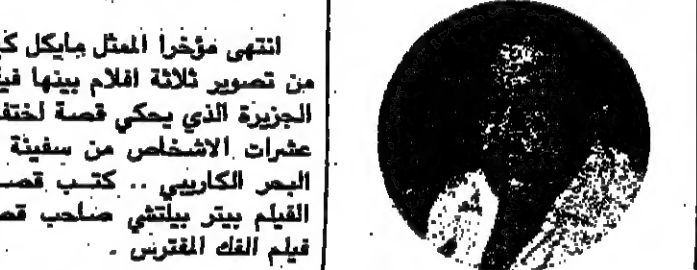 انتهى مؤخرا الممثل مايكل
من تصوير ثلاثة افلام بينها
الجزيرة الذي يحكي قصة
عشرات الاشخاص من سفينة
البحر الكاريبي .. كتب
الفيلم بيتر بيلتشي صاحب
فيلم الفك المفترس .